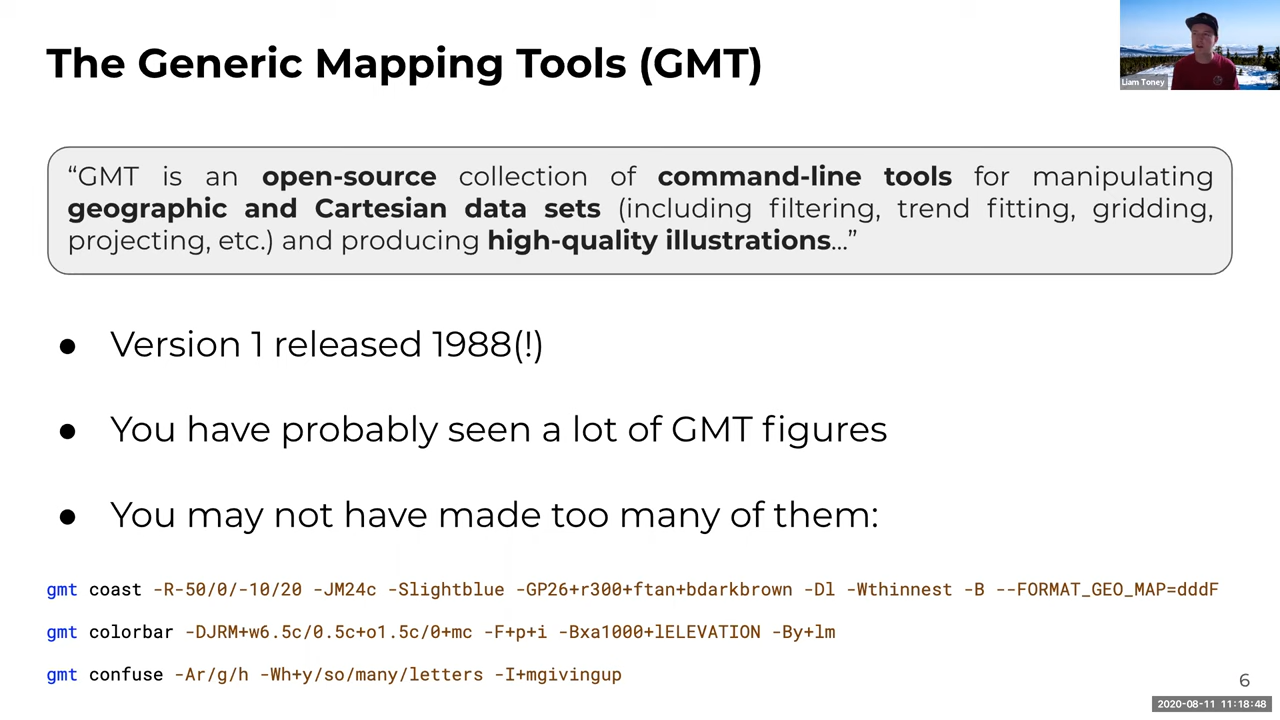 The Generic Mapping Tools (GMT)
Liam Toney
“GMT is an open-source collection of command-line tools for manipulating
geographic and Cartesian data sets (including filtering, trend fitting, gridding,
projecting, etc.) and producing high-quality illustrations…”
● Version 1 released 1988(!)
● You have probably seen a lot of GMT figures
● You may not have made too many of them:
gmt coast -R-50/0/-10/20 -JM24c -Slightblue -GP26+r300+ftan+bdarkbrown -Dl -Wthinnest -B --FORMAT_GEO_MAP=dddF
gmt colorbar -DJRM+w6.5c/0.5c+o1.5c/0+mc -F+p+i -Bxa1000+lELEVATION -By+lm
gmt confuse -Ar/g/h -Wh+y/so/many/letters -I+mgivingup
6
2020-08-11 11:18:48